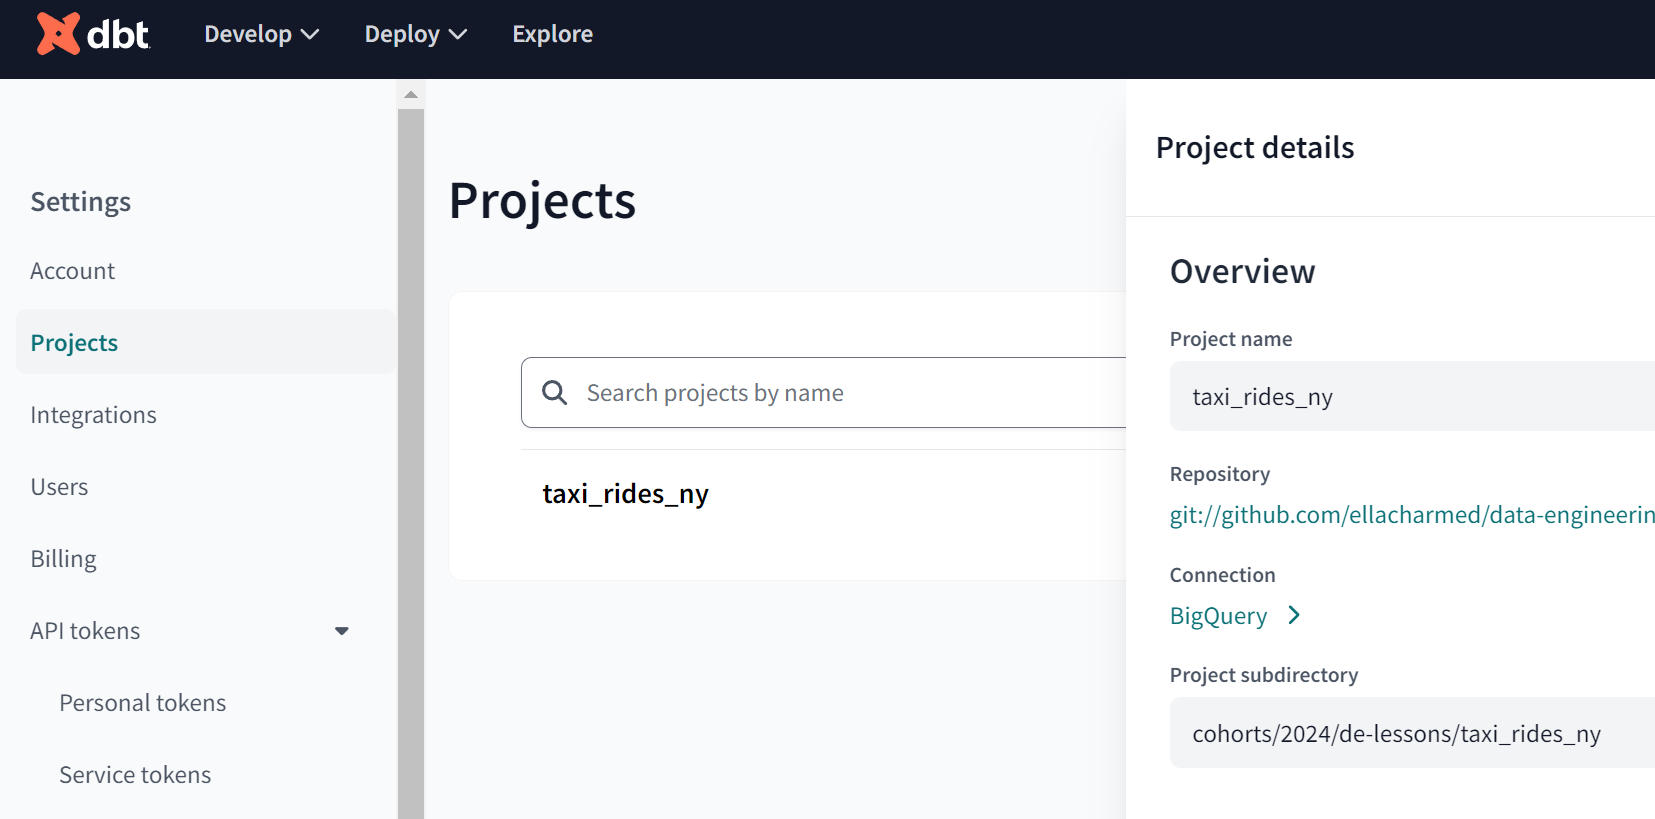 dbt
Develop
Deploy
Explore
Settings
Account
Projects
Integrations
Users
Billing
API tokens
Personal tokens
Service tokens
Projects
Search projects by name
taxi_rides_ny
Project details
Overview
Project name
taxi_rides_ny
Repository
git://github.com/ellacharmed/data-engineerin
Connection
BigQuery
Project subdirectory
cohorts/2024/de-lessons/taxi_rides_ny